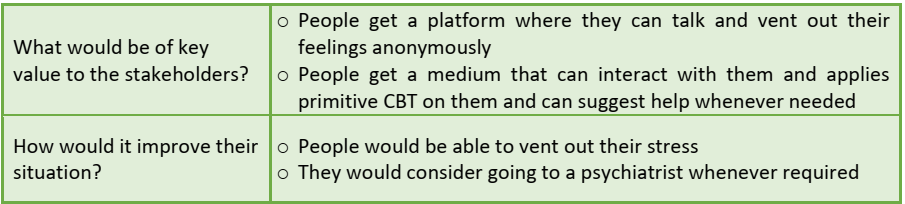 What would be of key
value to the stakeholders?
○ People get a platform where they can talk and vent out their
feelings anonymously
○ People get a medium that can interact with them and applies
primitive CBT on them and can suggest help whenever needed
How would it improve their
situation?
○ People would be able to vent out their stress
○ They would consider going to a psychiatrist whenever required